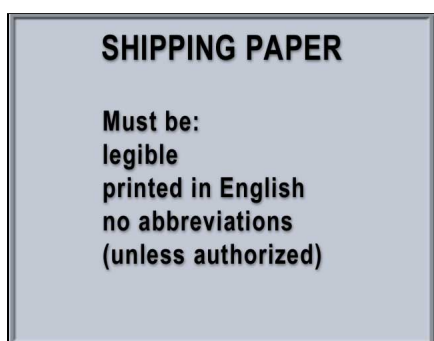 SHIPPING PAPER
Must be:
legible
printed in English
no abbreviations
(unless authorized)